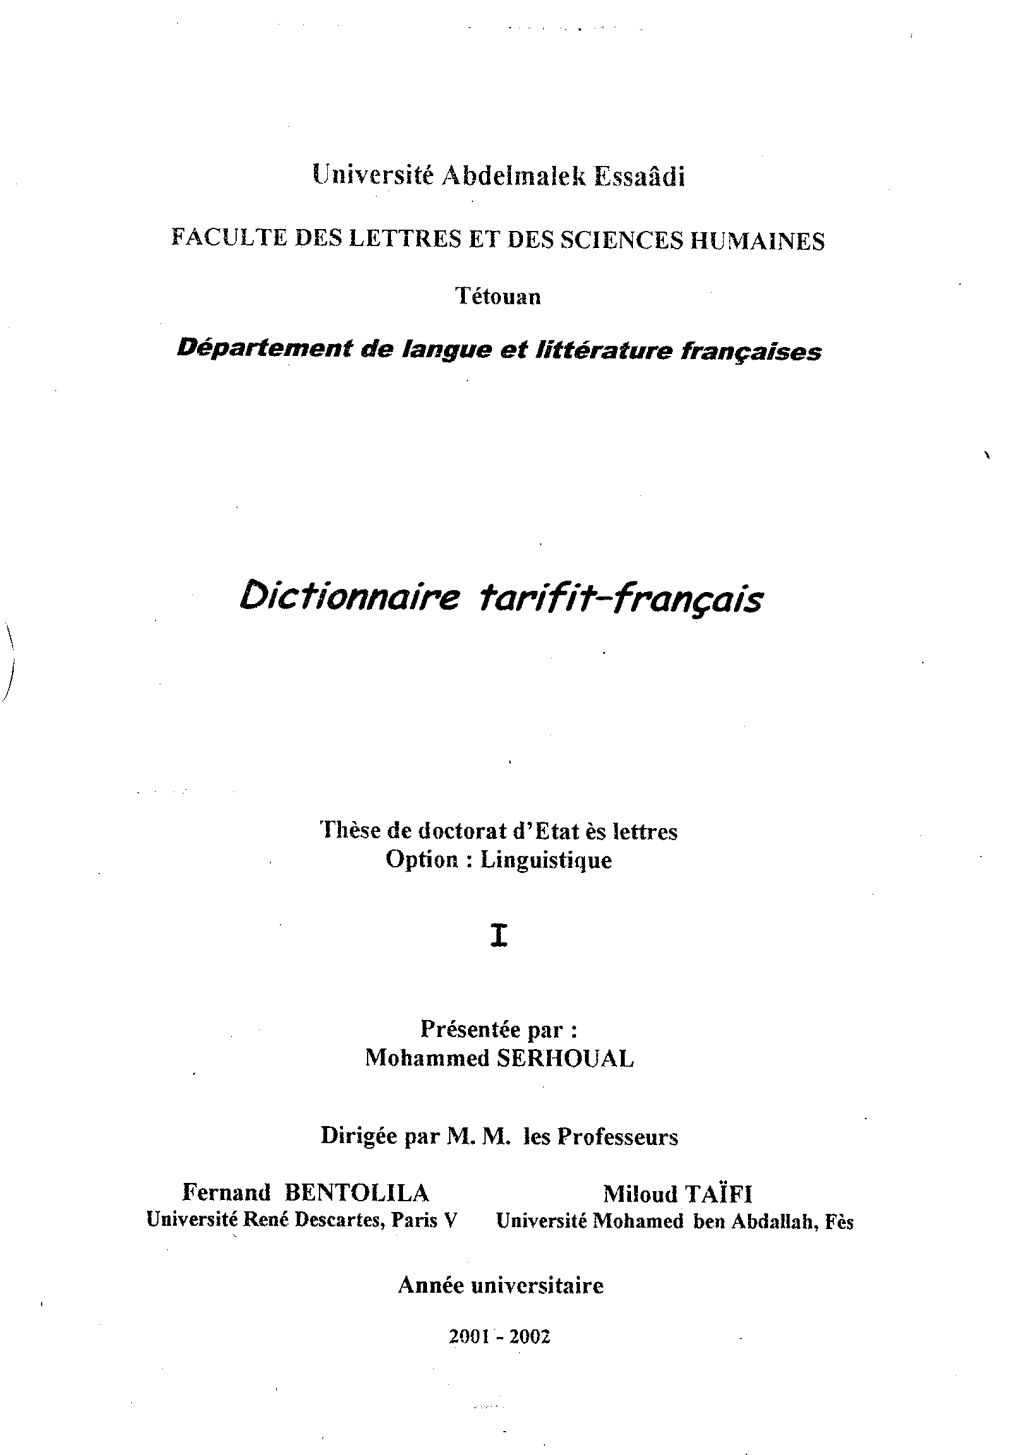 Université Abdelmalek Essaâdi
FACULTE DES LETTRES ET DES SCIENCES HUMAINES
Tétouan
Département de langue et littérature françaises
Dictionnaire tarifit-français
Thèse de doctorat d'Etat ès lettres
Option : Linguistique
I
Présentée par :
Mohammed SERHOUAL
Dirigée par M. M. les Professeurs
Fernand BENTOLILA Miloud TAÏFI
Université René Descartes, Paris V Université Mohamed ben Abdallah, Fès
Année universitaire
2001 - 2002